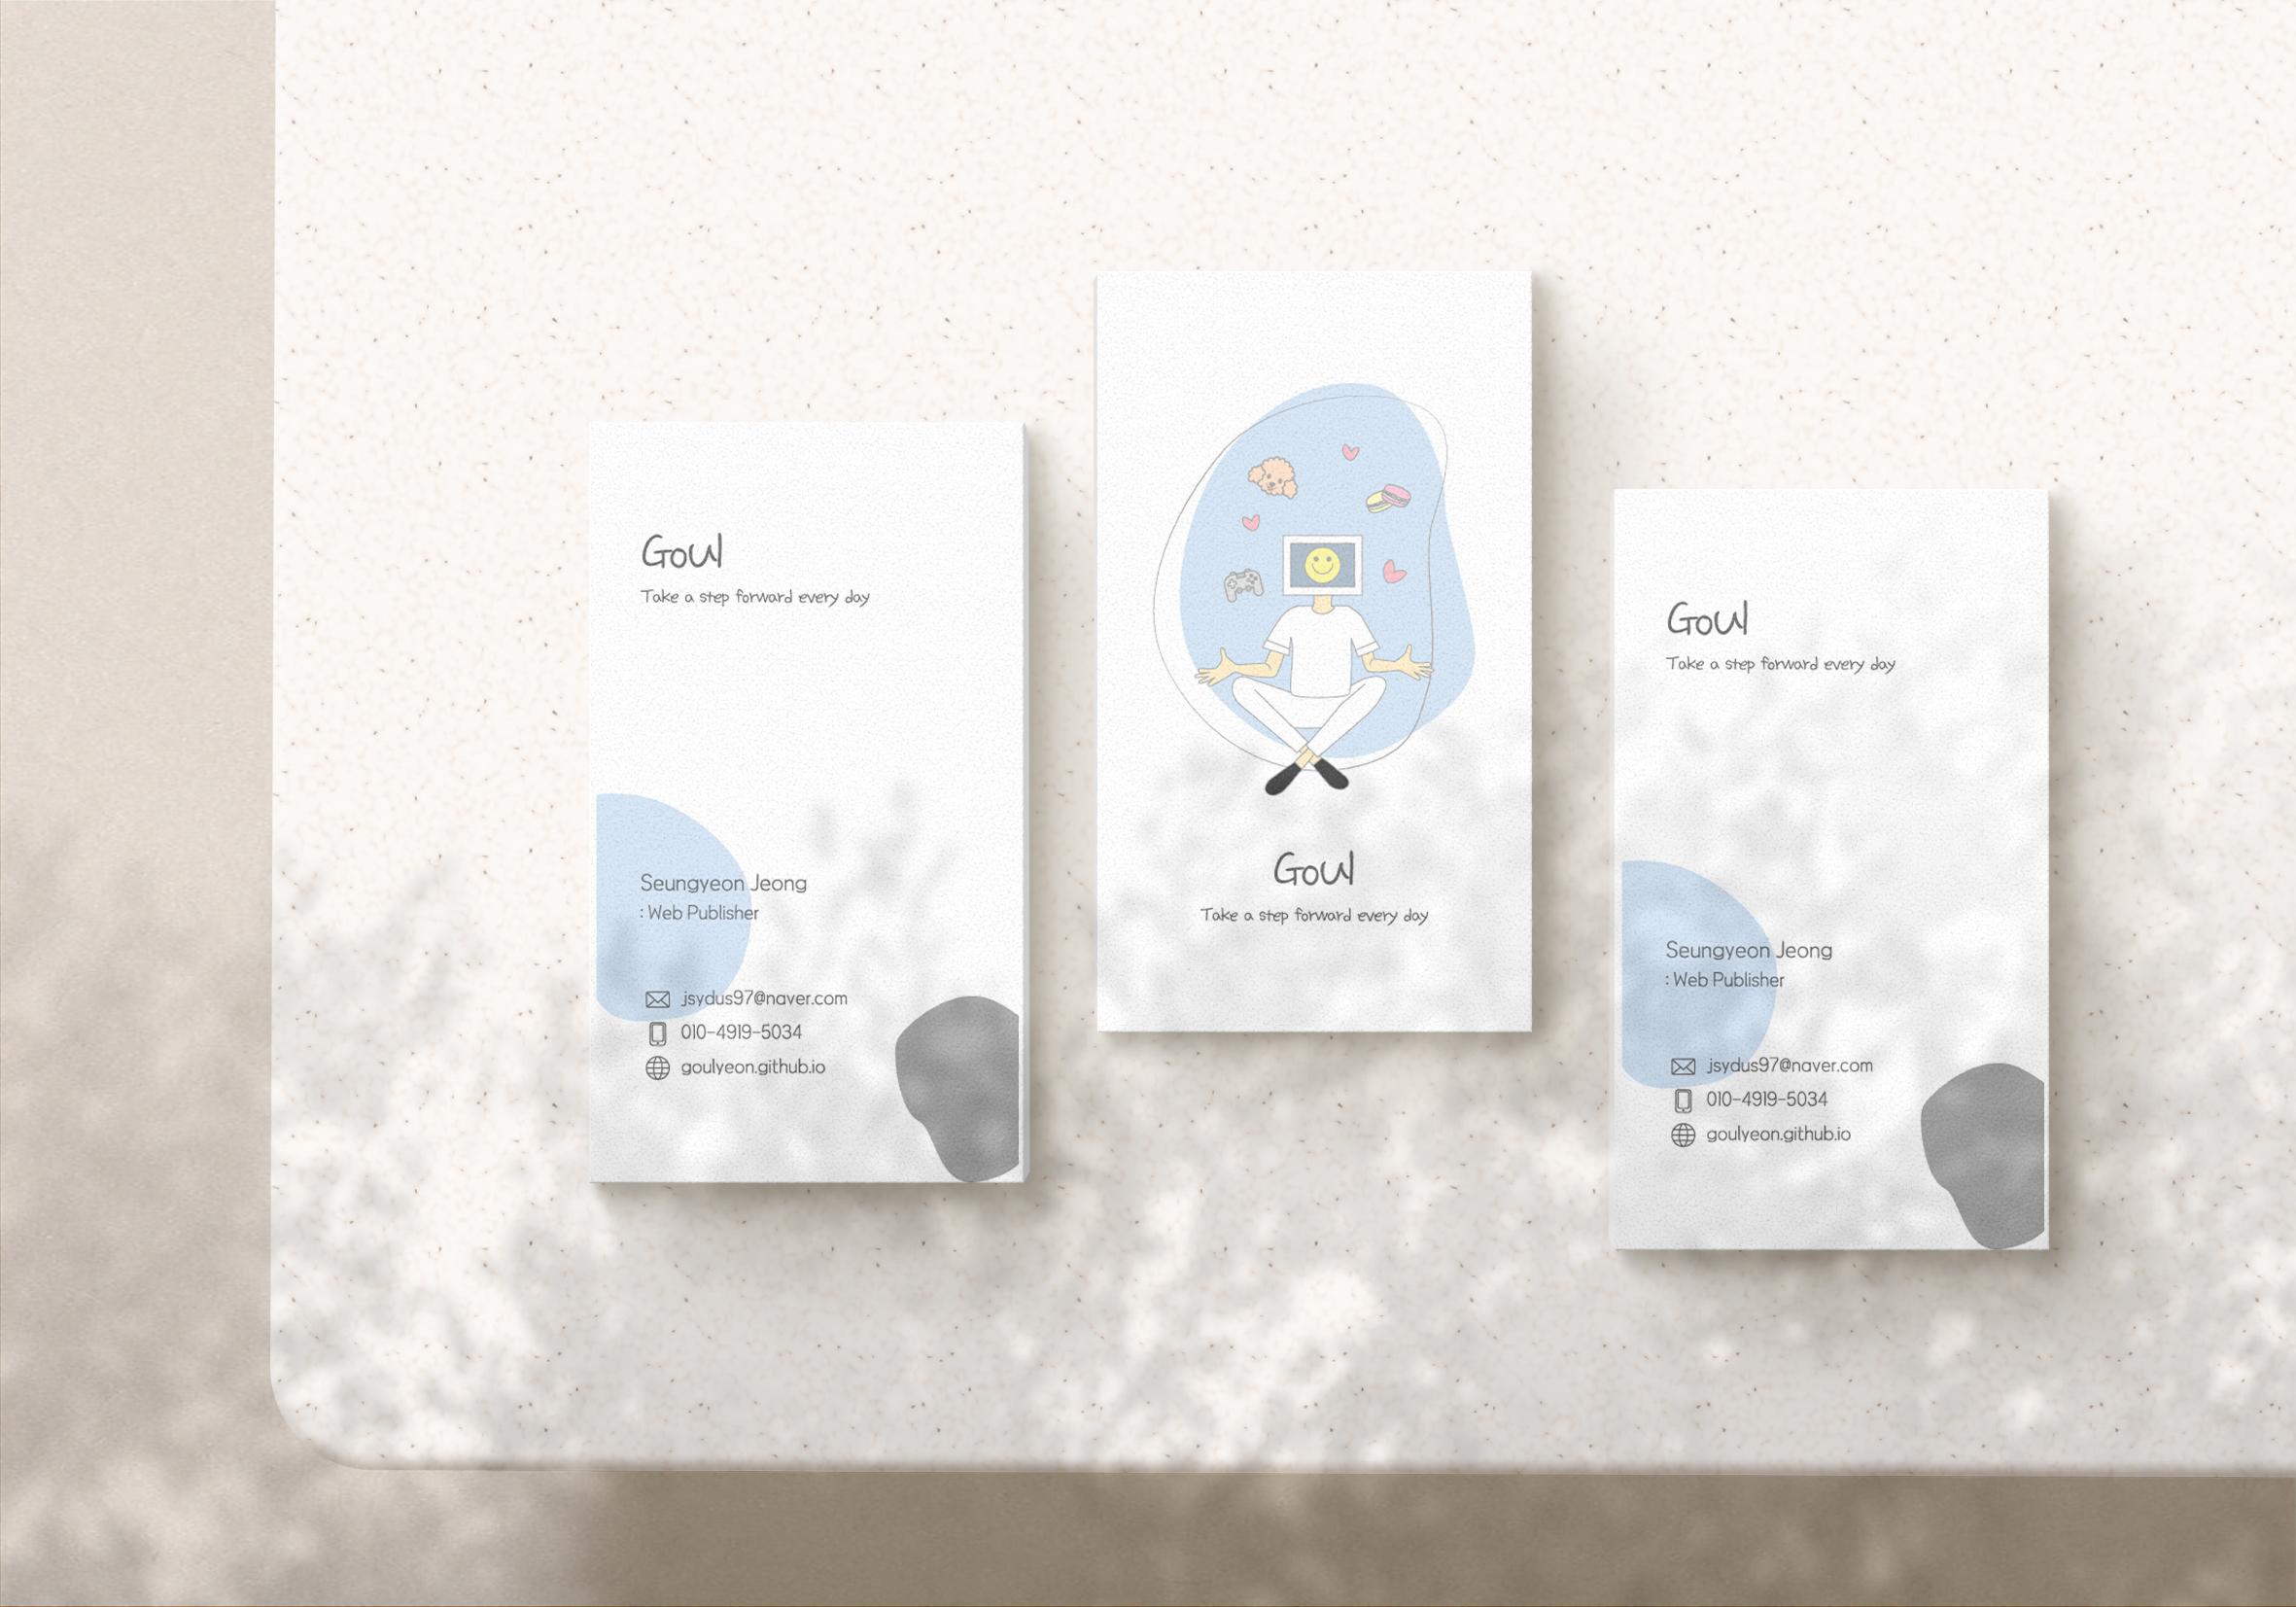 Goul
Take a step forward every day
Seungyeon Jeong
: Web Publisher
jsydus97@naver.com
010-4919-5034
goulyeon.github.io
Goul
Take a step forward every day
Goul
Take a step forward every day
Seungyeon Jeong
: Web Publisher
jsydus97@naver.com
010-4919-5034
goulyeon.github.io